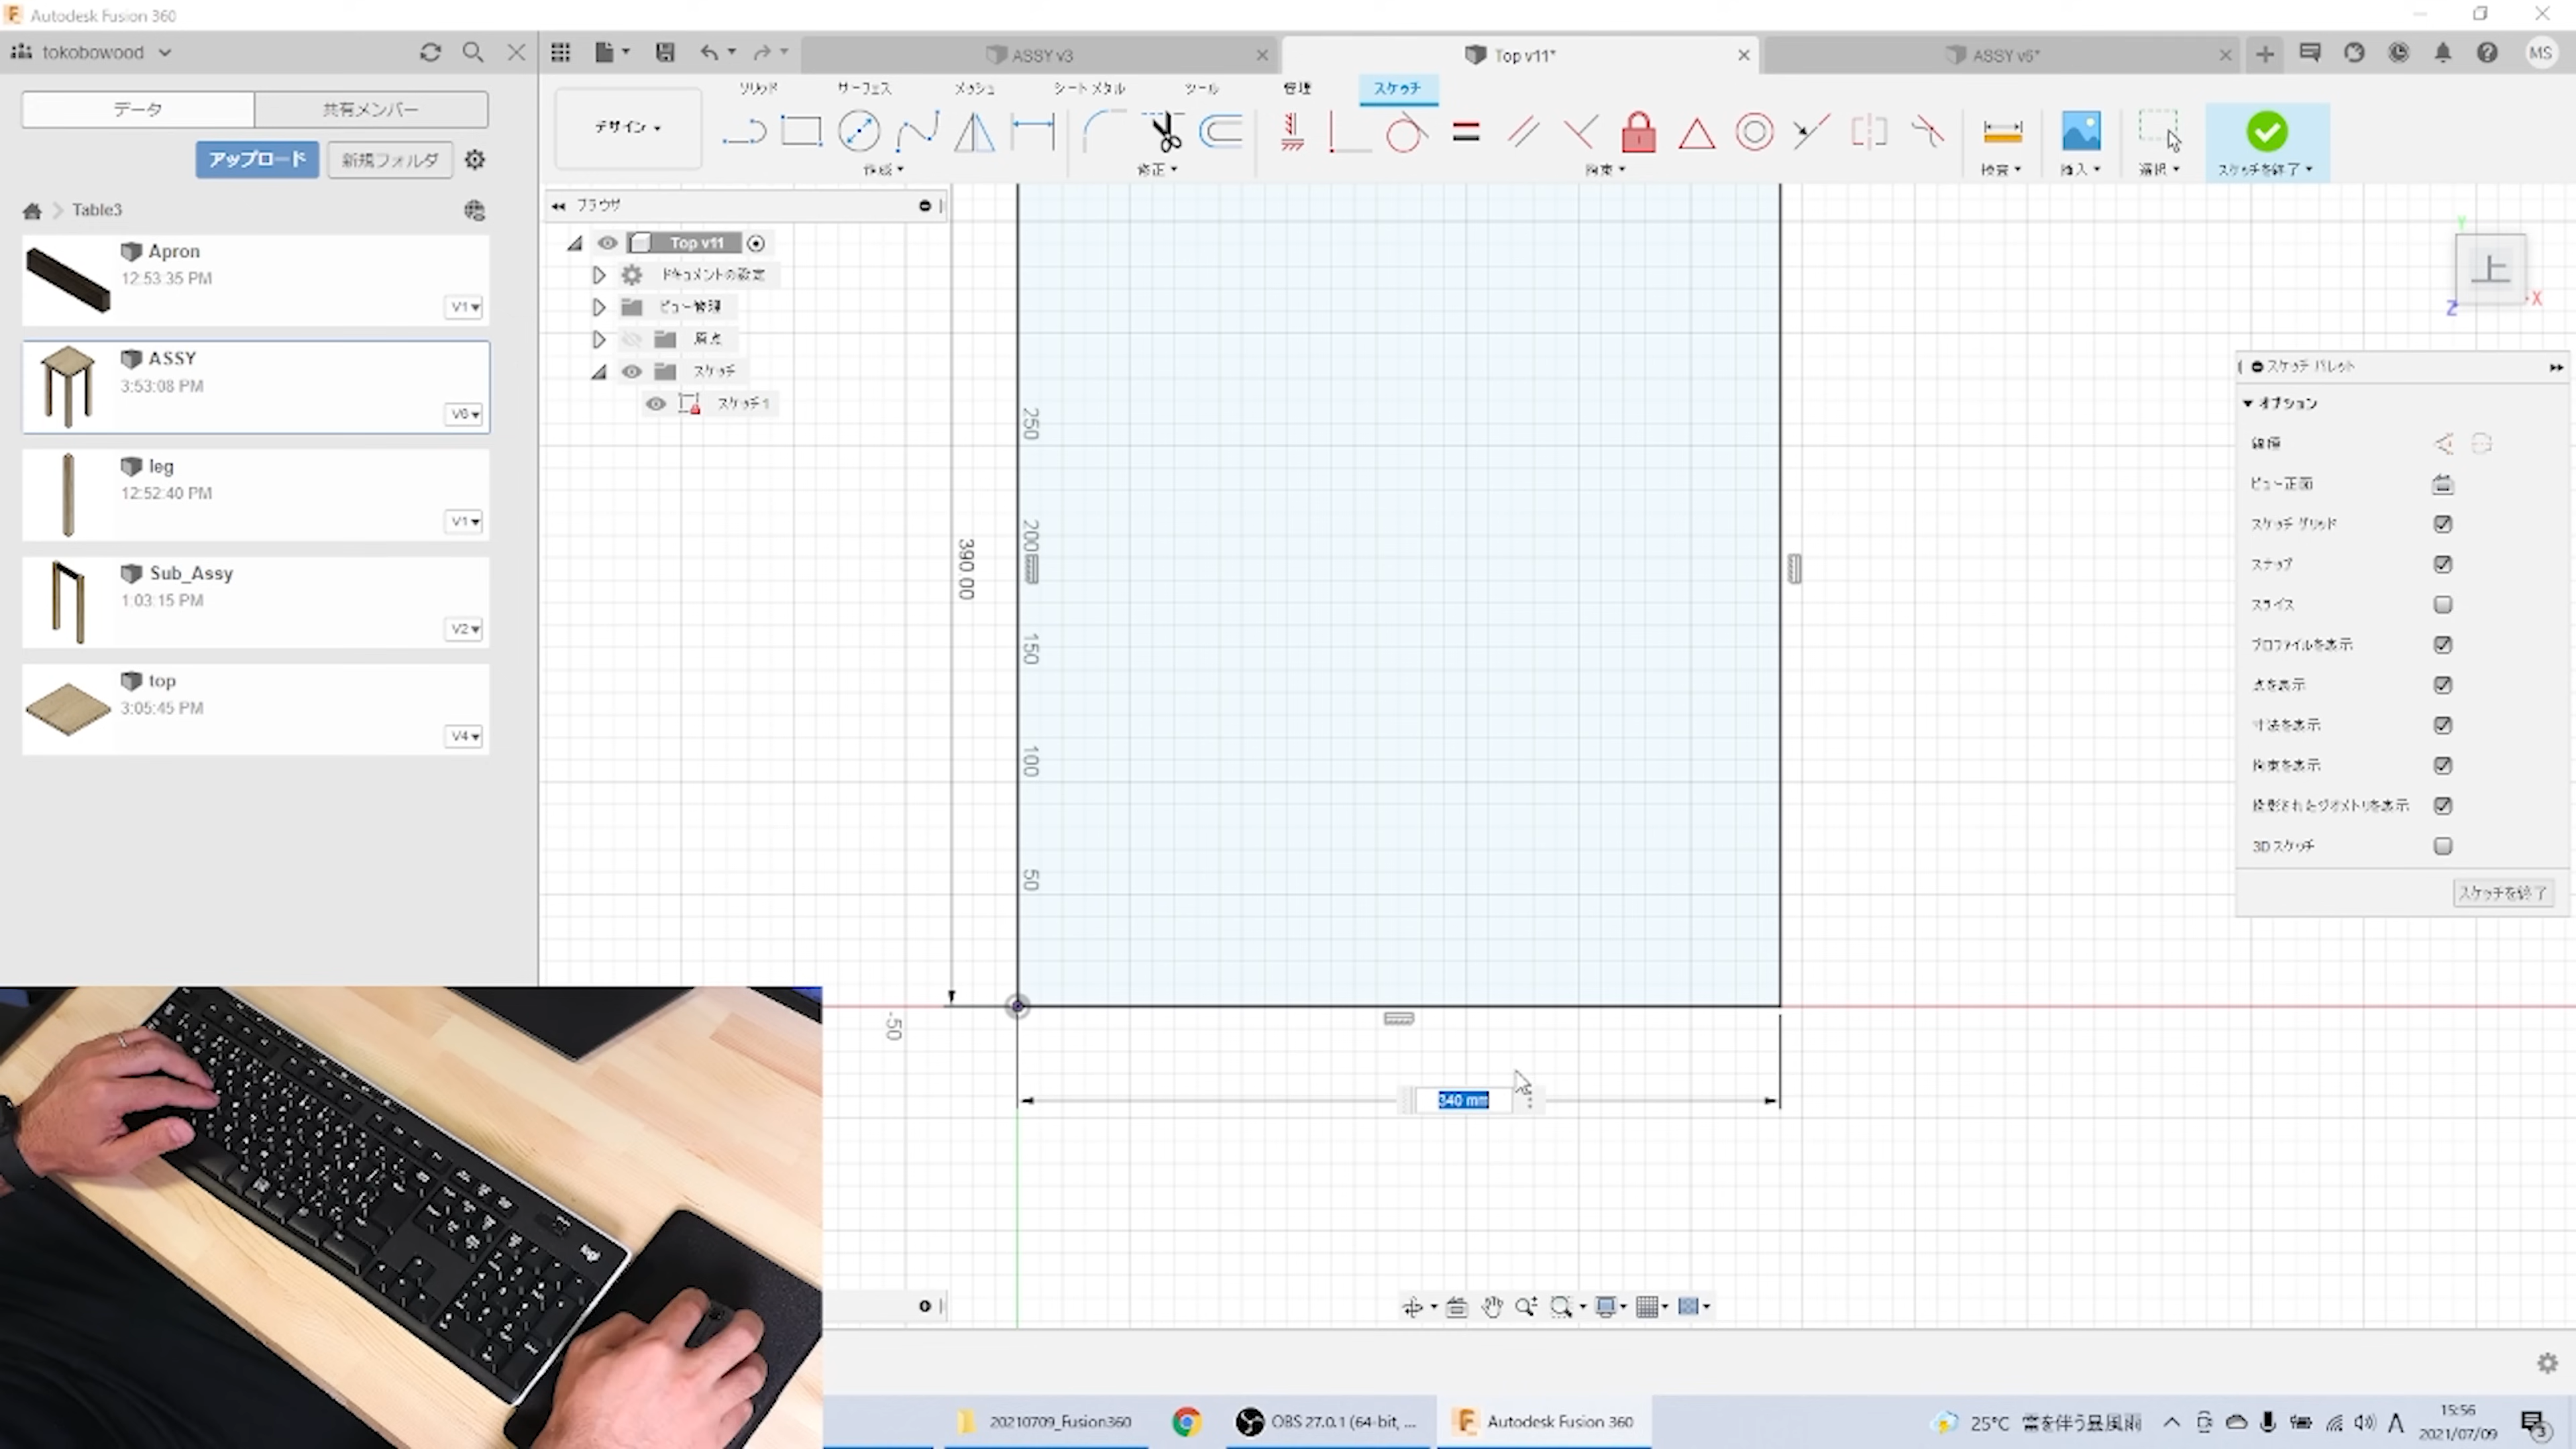 Autodesk Fusion 360
tokobowood
ASSY v3
Top v11*
ASSY v6*
MS
データ
共有メンバー
ソリッド
サーフェス
メッシュ
シート メタル
ツール
管理
スケッチ
デザイン
アップロード
新規フォルダ
作成
修正
拘束
検査
挿入
選択
スケッチを終了
Table3
ブラウザ
Apron
12:53:35 PM
V1
ASSY
3:53:08 PM
V6
leg
12:52:40 PM
V1
Sub_Assy
1:03:15 PM
V2
top
3:05:45 PM
V4
Top v11
ドキュメントの設定
ビュー管理
原点
スケッチ
スケッチ1
Y
上
Z
X
250
200
150
100
50
-50
390.00
340 mm
スケッチ パレット
オプション
線種
ビュー正面
スケッチ グリッド
スナップ
スライス
プロファイルを表示
点を表示
寸法を表示
拘束を表示
投影されたジオメトリを表示
3D スケッチ
スケッチを終了
logi
20210709_Fusion360
OBS 27.0.1 (64-bit, ...
Autodesk Fusion 360
25°C 雷を伴う暴風雨
A
15:56
2021/07/09
3